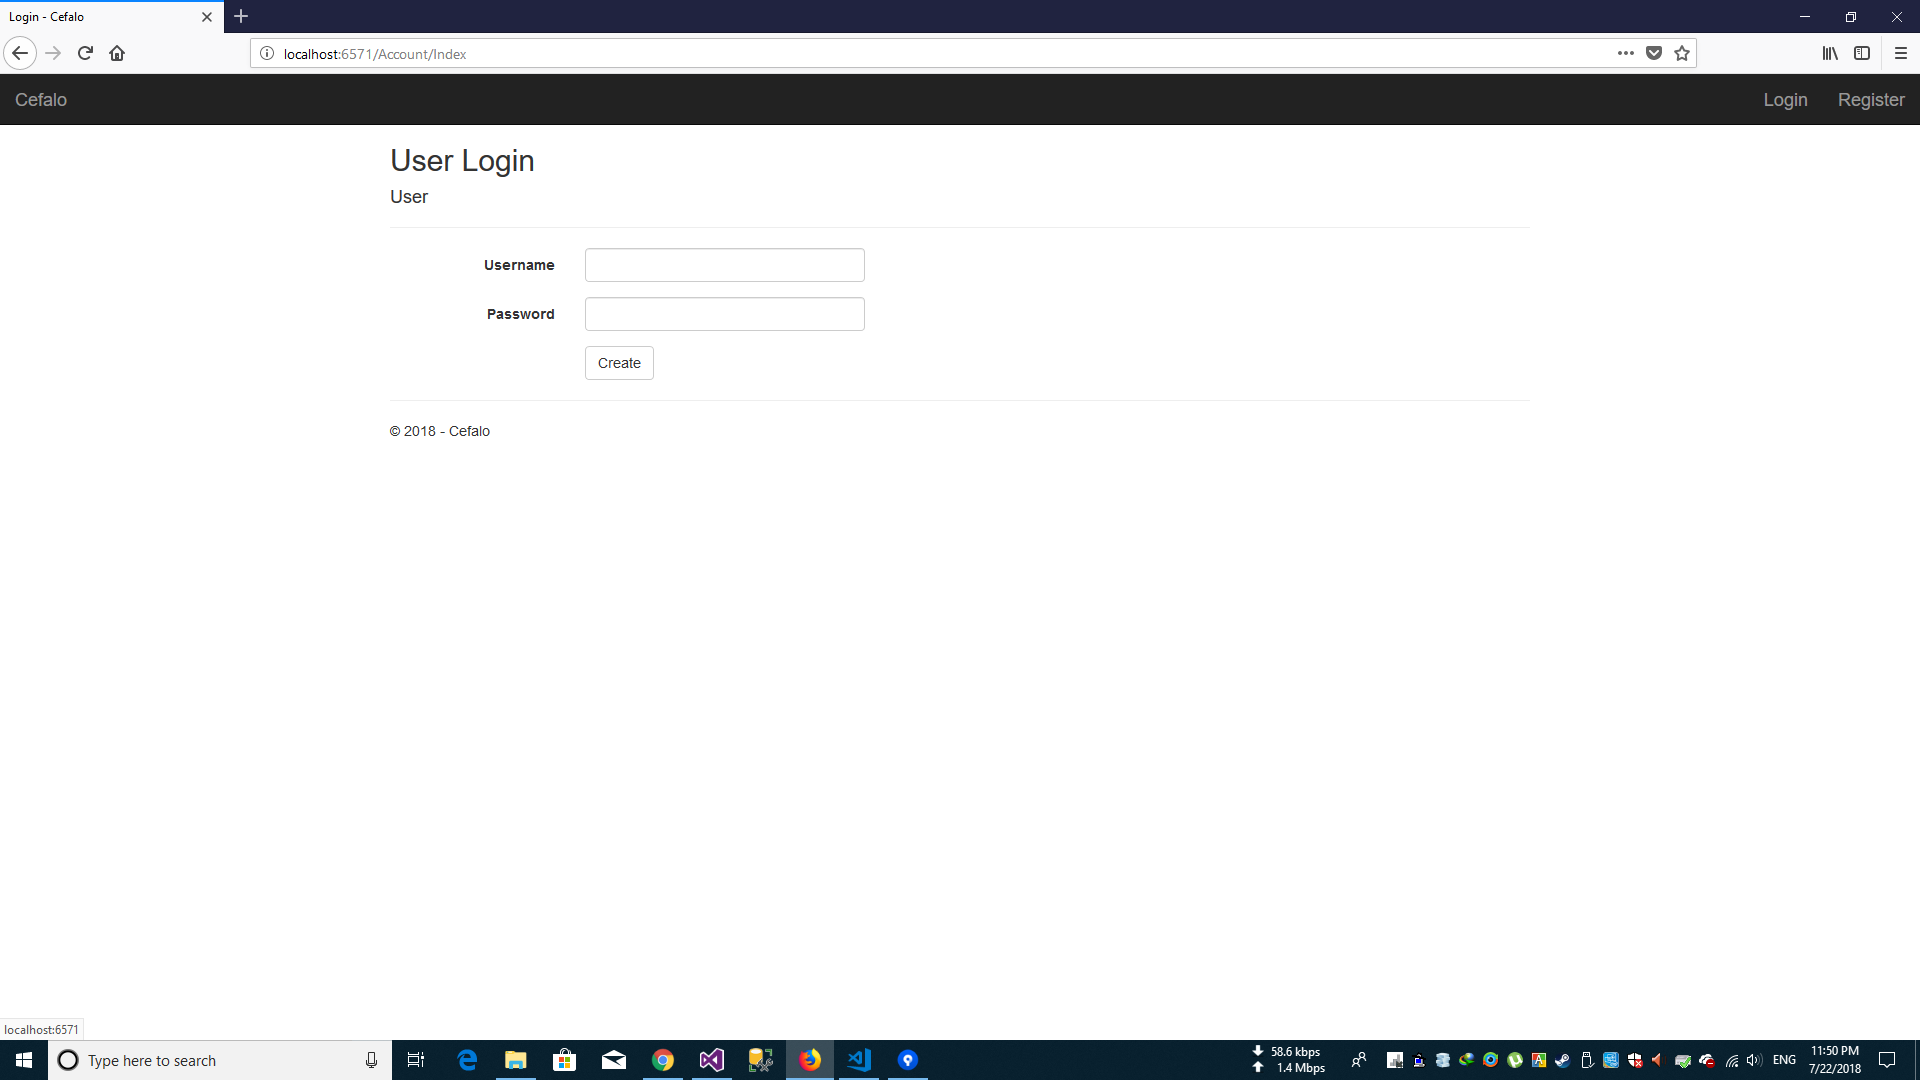 Login - Cefalo
localhost:6571/Account/Index
Cefalo
Login
Register
User Login
User
Username
Password
Create
© 2018 - Cefalo
localhost:6571
Type here to search
58.6 kbps
1.4 Mbps
ENG
11:50 PM
7/22/2018